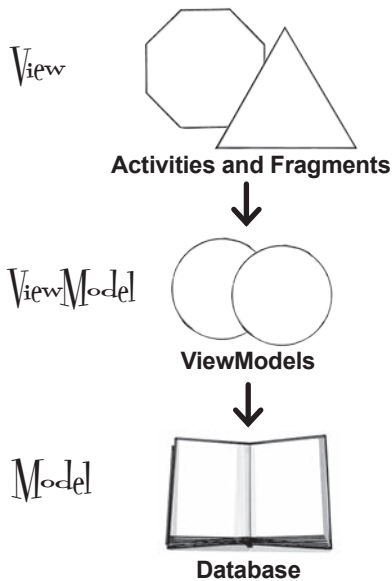 View
Activities and Fragments
ViewModel
ViewModels
Model
Database